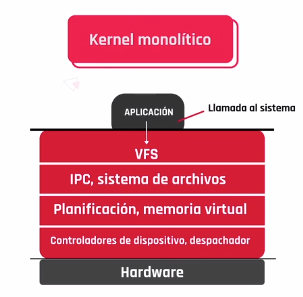 Kernel monolítico
APLICACIÓN
Llamada al sistema
VFS
IPC, sistema de archivos
Planificación, memoria virtual
Controladores de dispositivo, despachador
Hardware